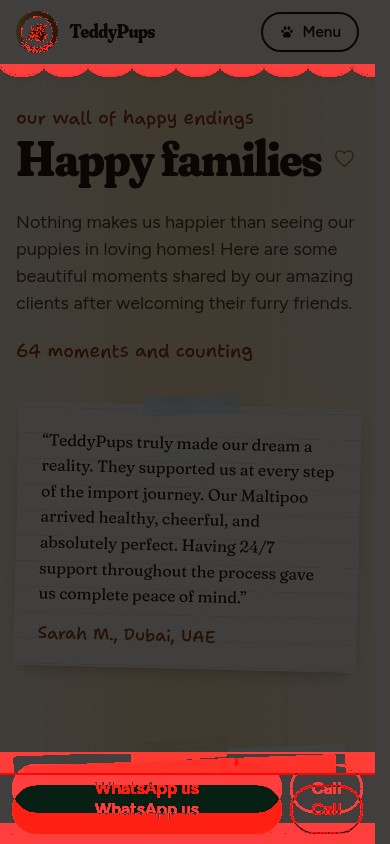 TeddyPups
Menu
our wall of happy endings
Happy families
Nothing makes us happier than seeing our
puppies in loving homes! Here are some
beautiful moments shared by our amazing
clients after welcoming their furry friends.
64 moments and counting
“TeddyPups truly made our dream a
reality. They supported us at every step
of the import journey. Our Maltipoo
arrived healthy, cheerful, and
absolutely perfect. Having 24/7
support throughout the process gave
us complete peace of mind.”
Sarah M., Dubai, UAE
WhatsApp us Call
WhatsApp us Call